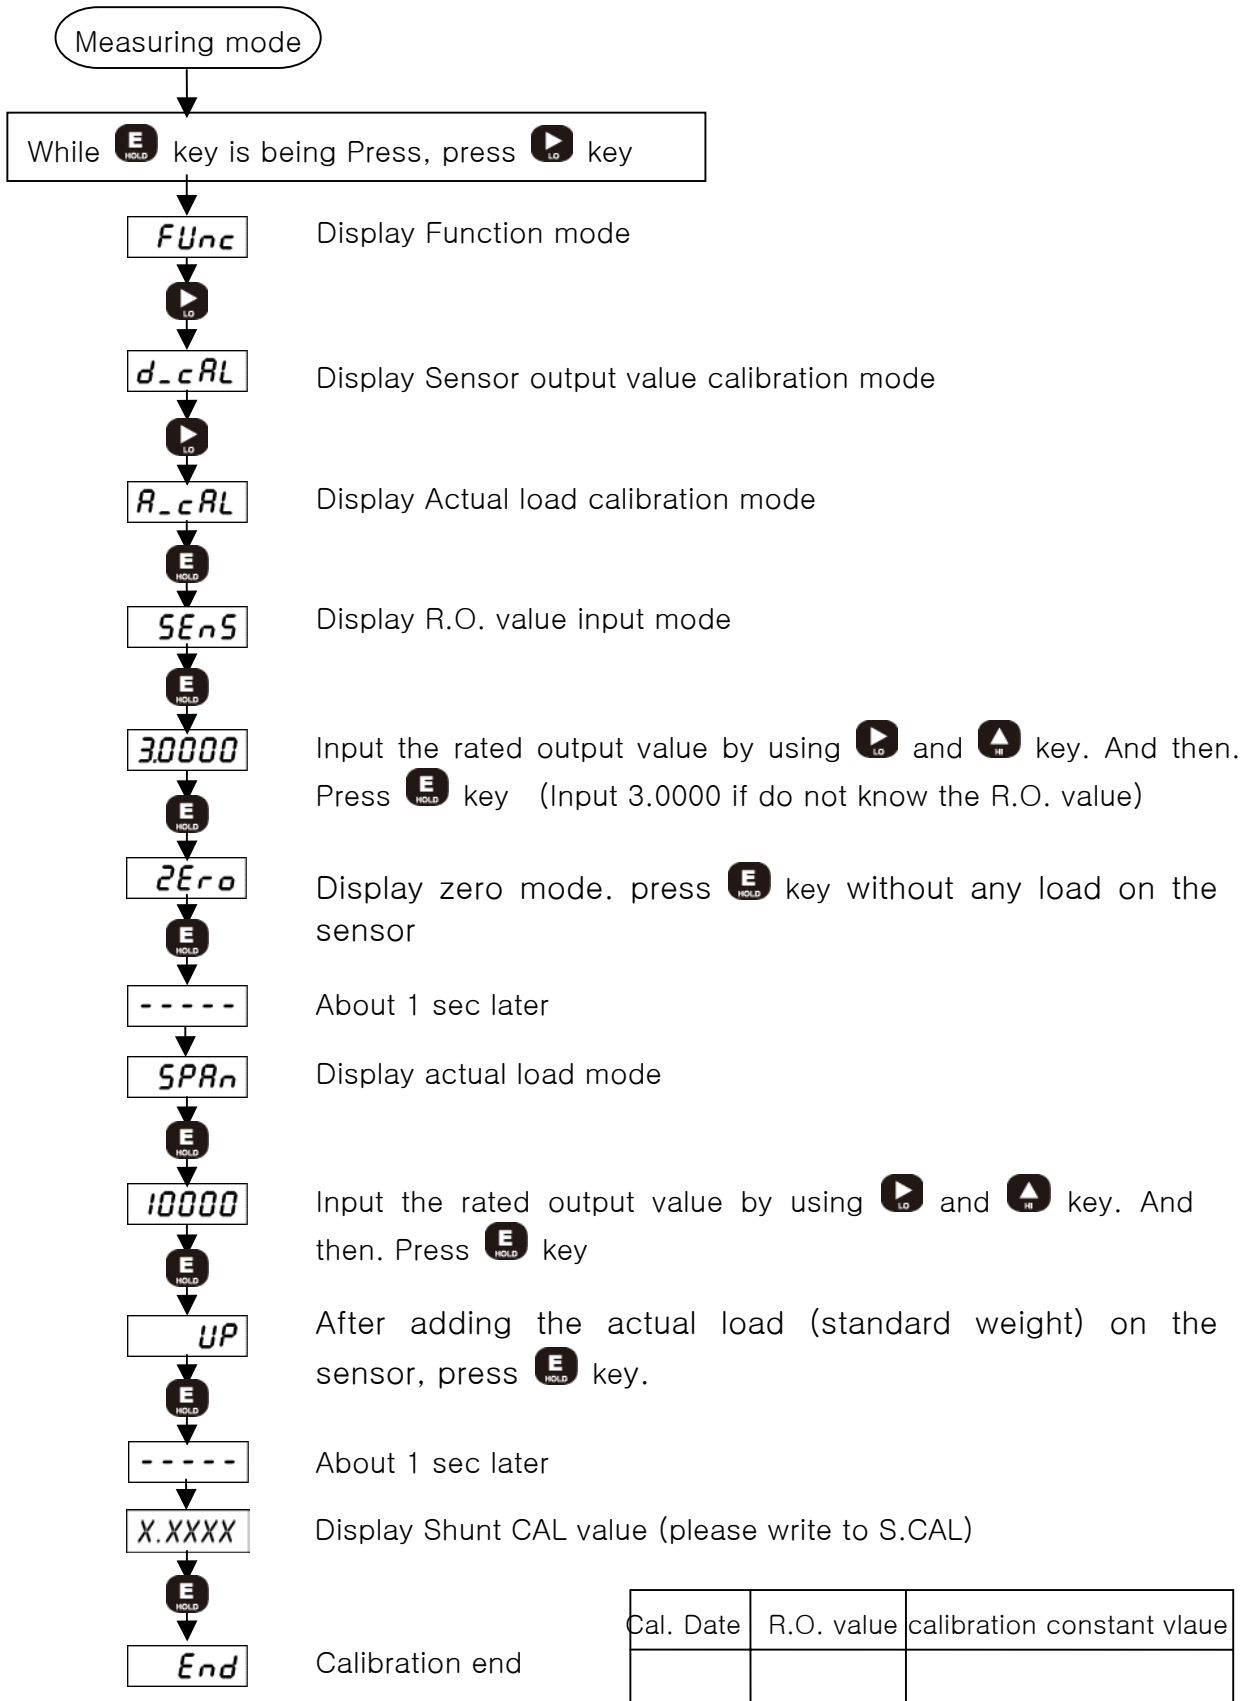 Measuring mode
While E HOLD key is being Press, press LO key
FUnc
Display Function mode
LO
d_cAL
Display Sensor output value calibration mode
LO
A_cAL
Display Actual load calibration mode
E HOLD
SEnS
Display R.O. value input mode
E HOLD
3.0000
Input the rated output value by using LO and HI key. And then.
Press E HOLD key (Input 3.0000 if do not know the R.O. value)
E HOLD
ZEro
Display zero mode. press E HOLD key without any load on the
sensor
E HOLD
-----
About 1 sec later
SPAn
Display actual load mode
E HOLD
10000
Input the rated output value by using LO and HI key. And
then. Press E HOLD key
E HOLD
UP
After adding the actual load (standard weight) on the
sensor, press E HOLD key.
E HOLD
-----
About 1 sec later
X.XXXX
Display Shunt CAL value (please write to S.CAL)
E HOLD
End
Calibration end
Cal. Date R.O. value calibration constant vlaue